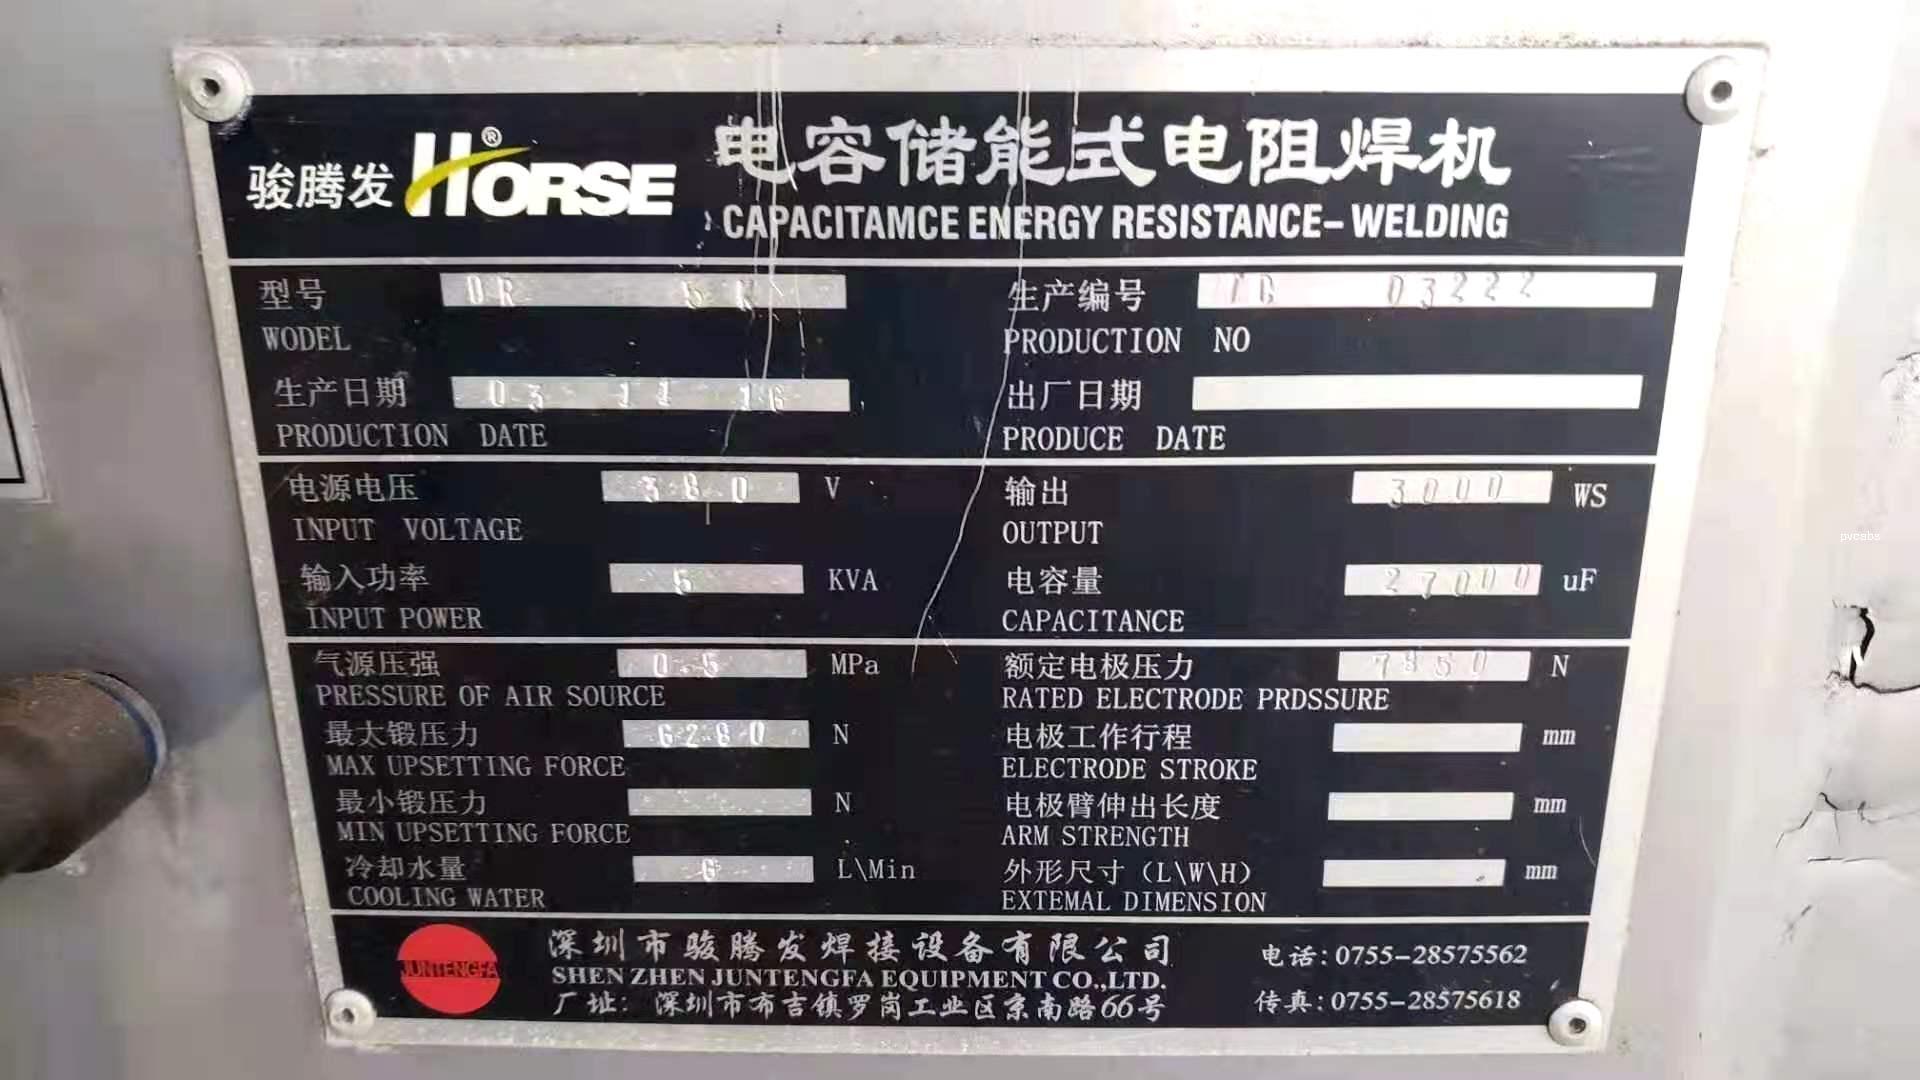 骏腾发 HORSE®
电容储能式电阻焊机
CAPACITAMCE ENERGY RESISTANCE-WELDING
型号 DR 5K
WODEL
生产编号 03222
PRODUCTION NO
生产日期 03 11 16
PRODUCTION DATE
出厂日期
PRODUCE DATE
电源电压 380 V
INPUT VOLTAGE
输出 3000 WS
OUTPUT
输入功率 5 KVA
INPUT POWER
电容量 27000 uF
CAPACITANCE
气源压强 0.5 MPa
PRESSURE OF AIR SOURCE
额定电极压力 7850 N
RATED ELECTRODE PRDSSURE
最大锻压力 6280 N
MAX UPSETTING FORCE
电极工作行程 mm
ELECTRODE STROKE
最小锻压力 N
MIN UPSETTING FORCE
电极臂伸出长度 mm
ARM STRENGTH
冷却水量 6 L\Min
COOLING WATER
外形尺寸（L\W\H） mm
EXTEMAL DIMENSION
JUNTENGFA
深圳市骏腾发焊接设备有限公司
SHEN ZHEN JUNTENGFA EQUIPMENT CO.,LTD.
厂址：深圳市布吉镇罗岗工业区京南路66号
电话：0755-28575562
传真：0755-28575618
pvcabs